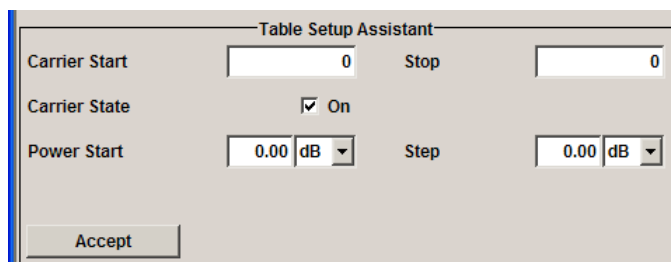 Table Setup Assistant
Carrier Start 0 Stop 0
Carrier State On
Power Start 0.00 dB Step 0.00 dB
Accept